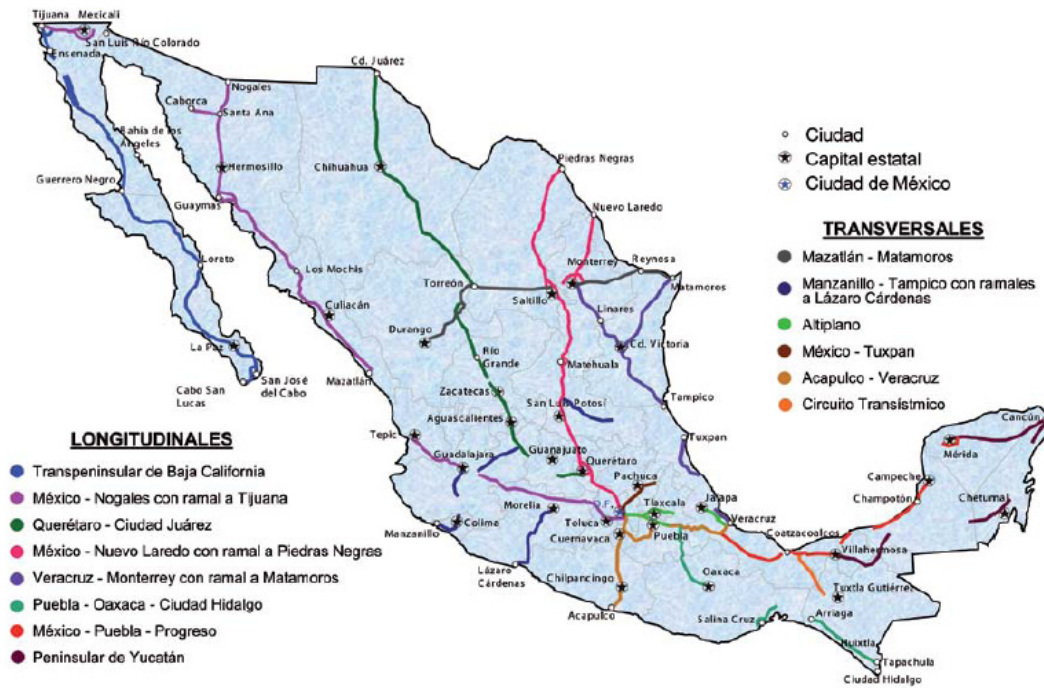 Tijuana
Mexicali
San Luis Río Colorado
Ensenada
Cd. Juárez
Nogales
Caborca
Santa Ana
Bahía de los
Ángeles
Hermosillo
Chihuahua
Piedras Negras
Guerrero Negro
Guaymas
Nuevo Laredo
Loreto
Los Mochis
Torreón
Monterrey
Reynosa
Saltillo
Matamoros
Culiacán
Linares
Durango
La Paz
Cd. Victoria
Río
Grande
Matehuala
Cabo San
Lucas
San José
del Cabo
Mazatlán
Zacatecas
San Luis Potosí
Tampico
Aguascalientes
Tepic
Guadalajara
Guanajuato
Querétaro
Tuxpan
Pachuca
Cancún
Mérida
Campeche
Champotón
Chetumal
Morelia
D.F.
Tlaxcala
Jalapa
Manzanillo
Colima
Toluca
Veracruz
Cuernavaca
Puebla
Coatzacoalcos
Villahermosa
Lázaro
Cárdenas
Chilpancingo
Oaxaca
Tuxtla Gutiérrez
Acapulco
Salina Cruz
Arriaga
Huixtla
Tapachula
Ciudad Hidalgo
Ciudad
Capital estatal
Ciudad de México
TRANSVERSALES
Mazatlán - Matamoros
Manzanillo - Tampico con ramales
a Lázaro Cárdenas
Altiplano
México - Tuxpan
Acapulco - Veracruz
Circuito Transístmico
LONGITUDINALES
Transpeninsular de Baja California
México - Nogales con ramal a Tijuana
Querétaro - Ciudad Juárez
México - Nuevo Laredo con ramal a Piedras Negras
Veracruz - Monterrey con ramal a Matamoros
Puebla - Oaxaca - Ciudad Hidalgo
México - Puebla - Progreso
Peninsular de Yucatán